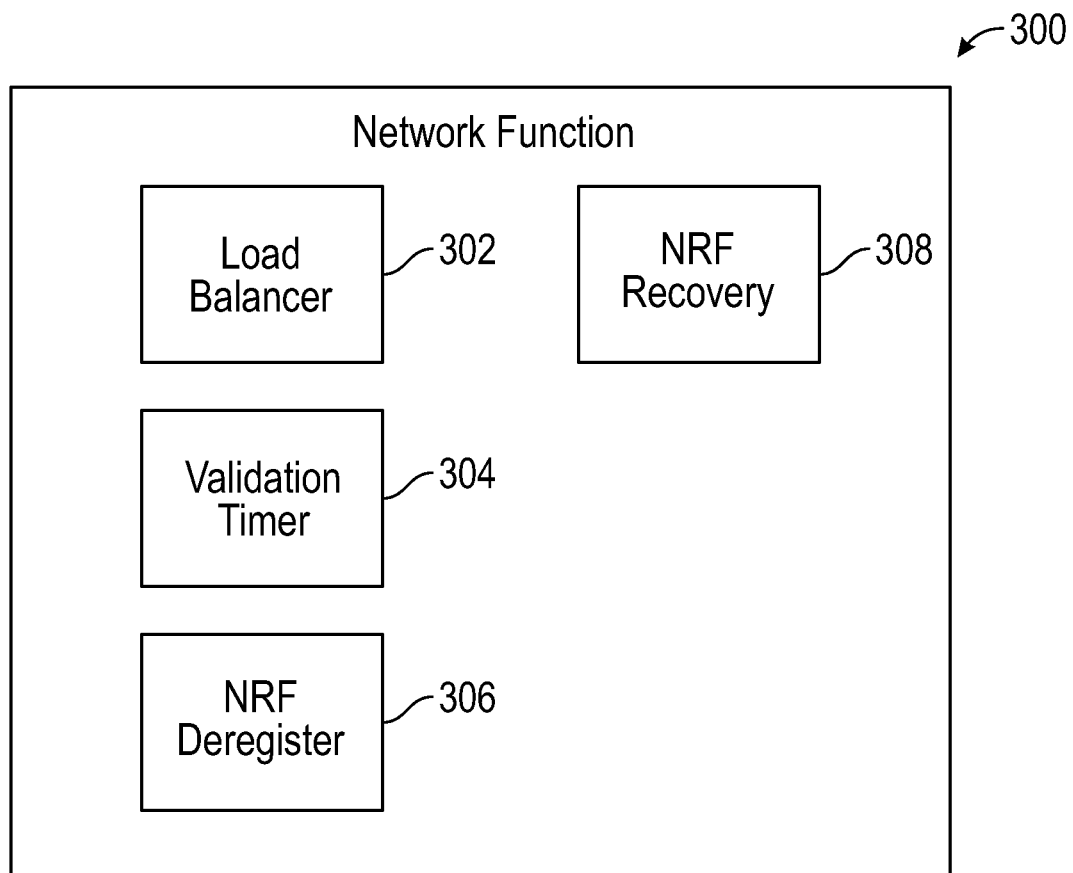 300
Network Function
Load
Balancer
302
NRF
Recovery
308
Validation
Timer
304
NRF
Deregister
306